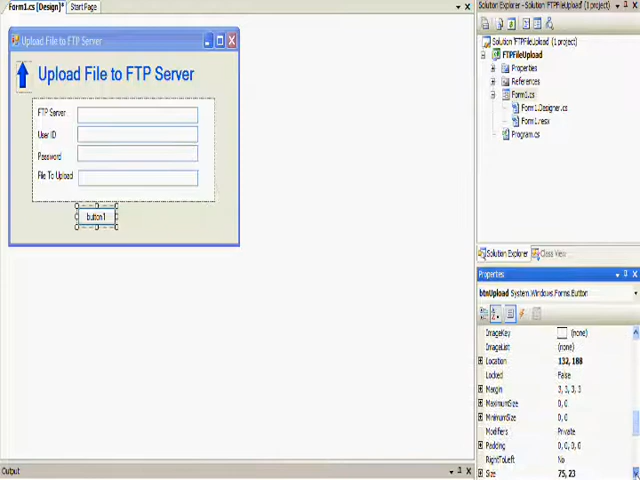 Form1.cs [Design]*
Start Page
Upload File to FTP Server
Upload File to FTP Server
FTP Server
User ID
Password
File To Upload
button1
Output
Solution Explorer - Solution 'FTPFileUpload' (1 project)
Solution 'FTPFileUpload' (1 project)
FTPFileUpload
Properties
References
Form1.cs
Form1.Designer.cs
Form1.resx
Program.cs
Solution Explorer
Class View
Properties
btnUpload System.Windows.Forms.Button
ImageKey (none)
ImageList (none)
Location 132, 188
Locked False
Margin 3, 3, 3, 3
MaximumSize 0, 0
MinimumSize 0, 0
Modifiers Private
Padding 0, 0, 0, 0
RightToLeft No
Size 75, 23